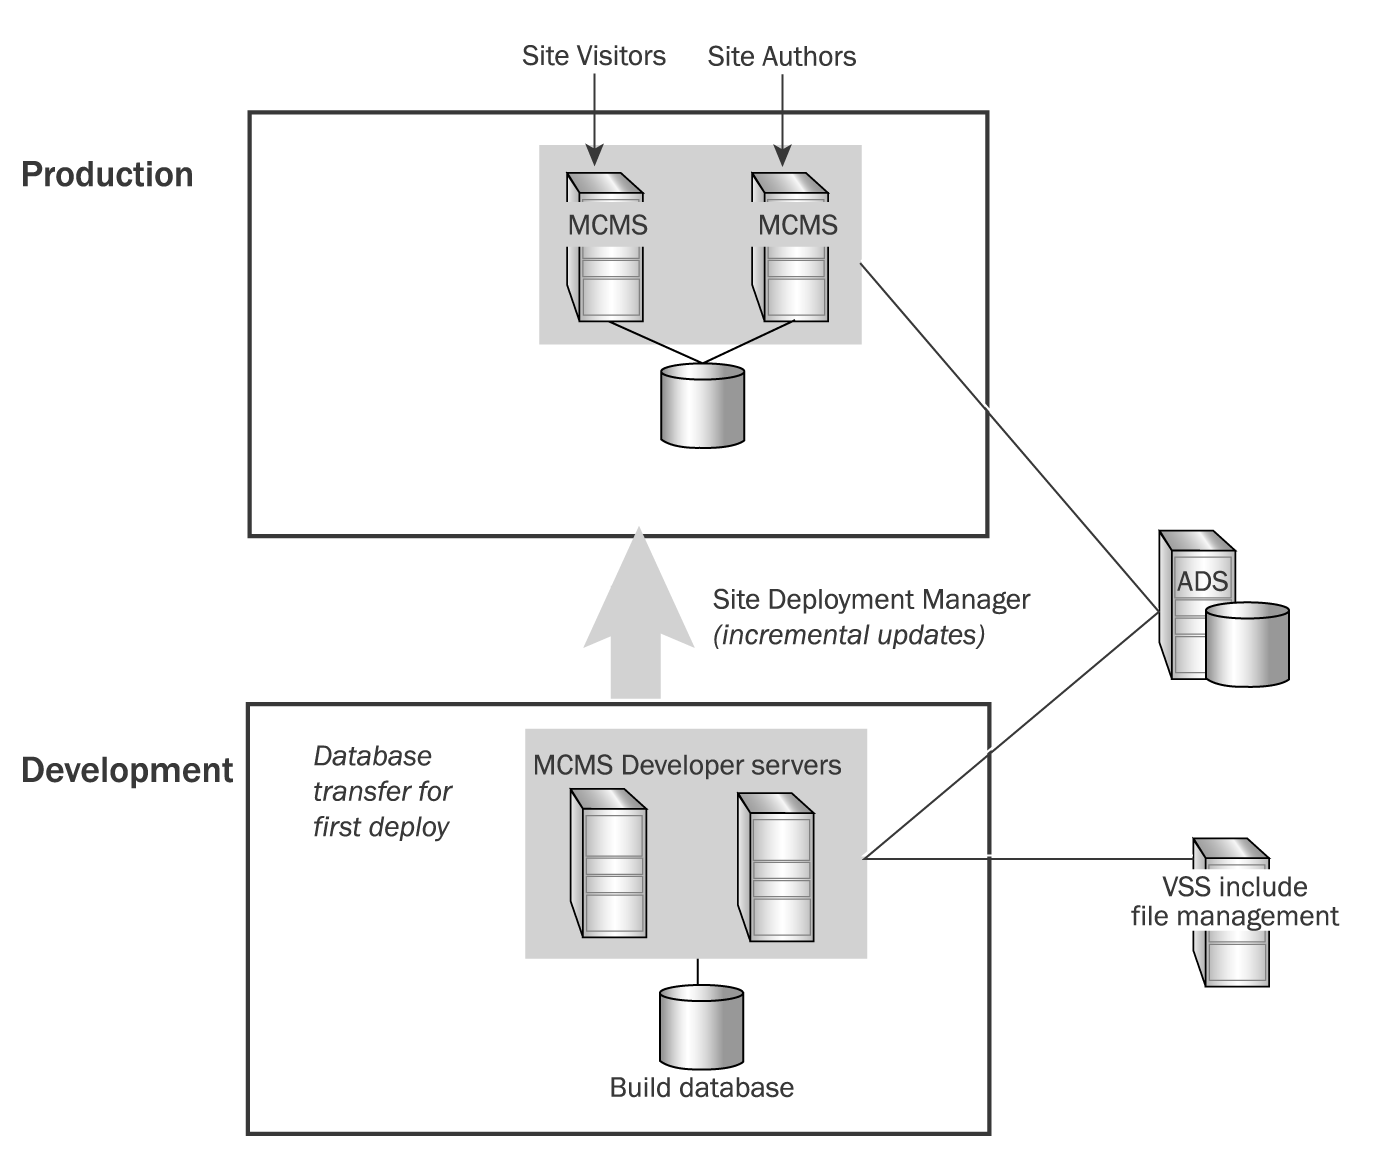 Site Visitors
Site Authors
Production
MCMS
MCMS
ADS
Site Deployment Manager
(incremental updates)
Development
Database
transfer for
first deploy
MCMS Developer servers
VSS include
file management
Build database